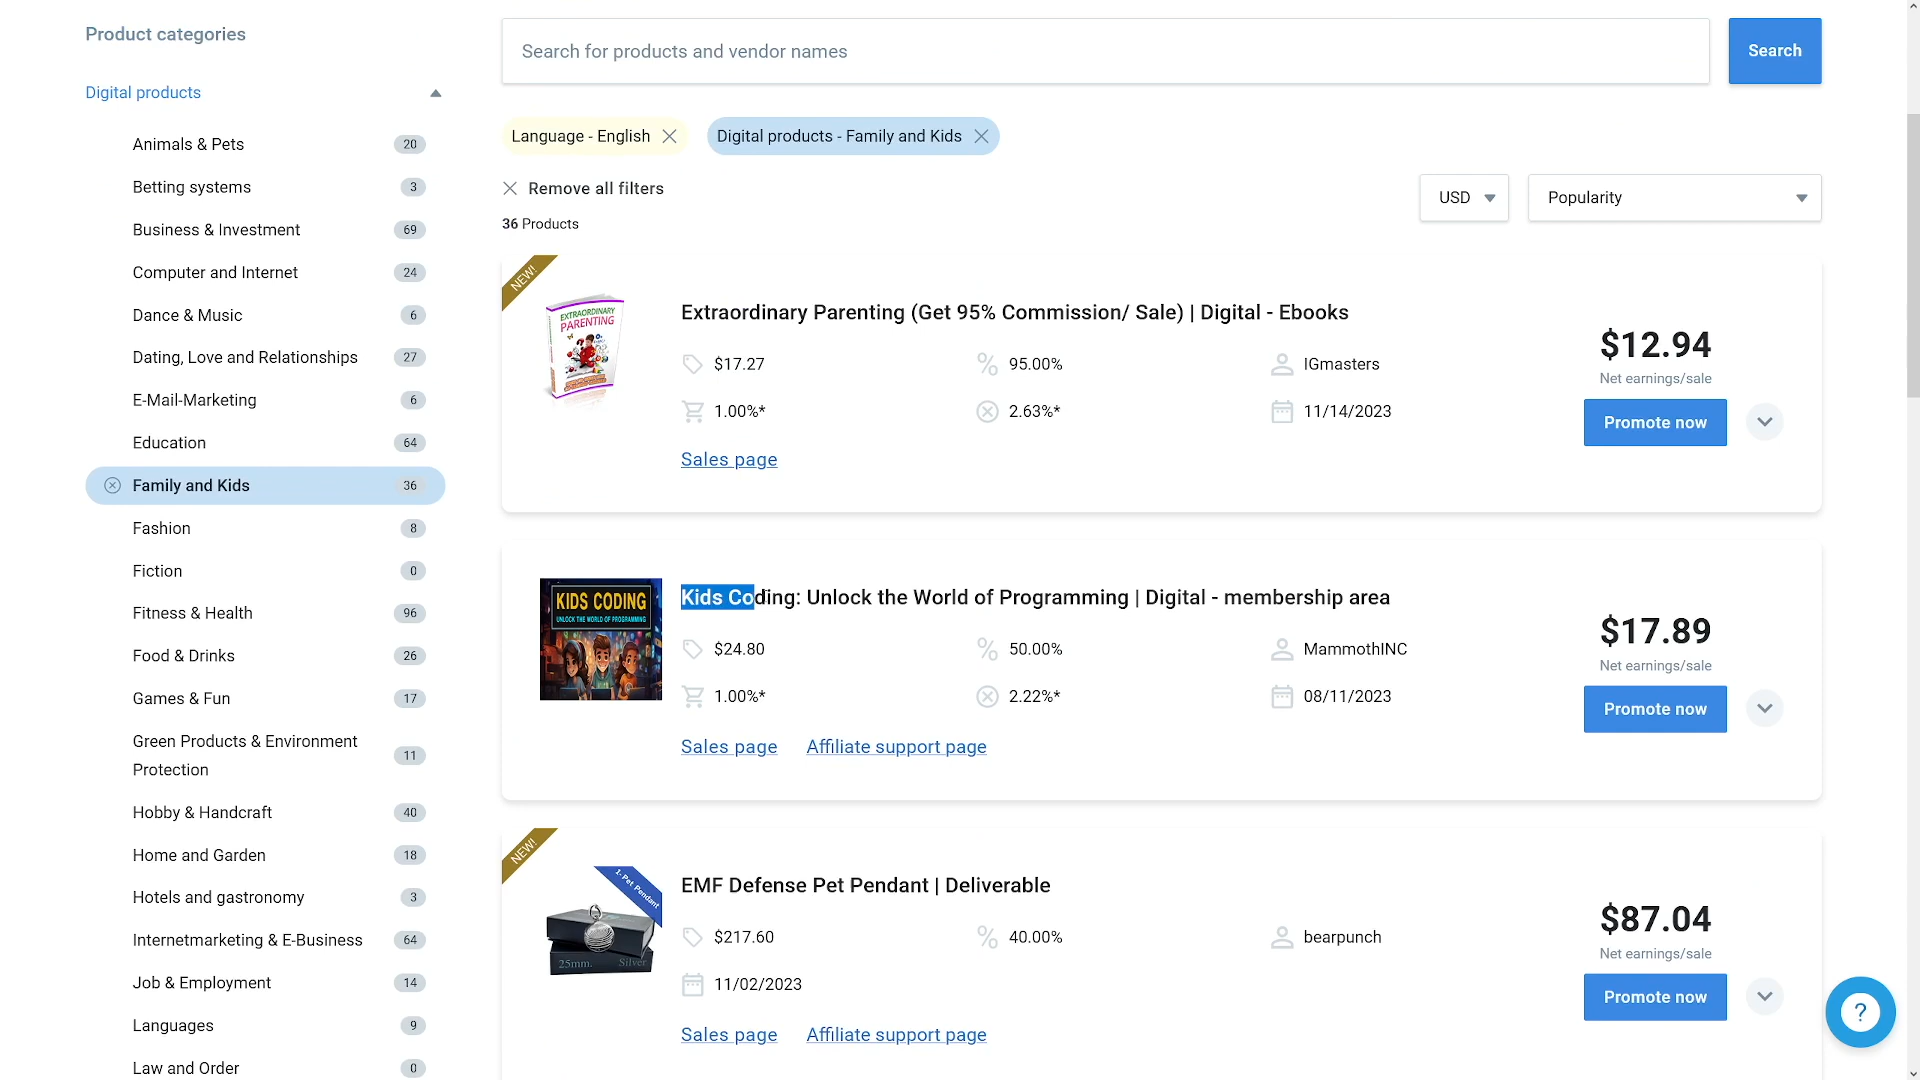 Product categories
Digital products
Animals & Pets 20
Betting systems 3
Business & Investment 69
Computer and Internet 24
Dance & Music 6
Dating, Love and Relationships 27
E-Mail-Marketing 6
Education 64
Family and Kids 36
Fashion 8
Fiction 0
Fitness & Health 96
Food & Drinks 26
Games & Fun 17
Green Products & Environment
Protection 11
Hobby & Handcraft 40
Home and Garden 18
Hotels and gastronomy 3
Internetmarketing & E-Business 64
Job & Employment 14
Languages 9
Law and Order 0
Search for products and vendor names
Search
Language - English
Digital products - Family and Kids
Remove all filters
36 Products
USD
Popularity
NEW!
EXTRAORDINARY
PARENTING
Extraordinary Parenting (Get 95% Commission/ Sale) | Digital - Ebooks
$17.27 95.00% IGmasters
1.00%* 2.63%* 11/14/2023
Sales page
$12.94
Net earnings/sale
Promote now
KIDS CODING
UNLOCK THE WORLD OF PROGRAMMING
Kids Coding: Unlock the World of Programming | Digital - membership area
$24.80 50.00% MammothINC
1.00%* 2.22%* 08/11/2023
Sales page Affiliate support page
$17.89
Net earnings/sale
Promote now
NEW!
1- Pet Pendant
25mm. Silver
EMF Defense Pet Pendant | Deliverable
$217.60 40.00% bearpunch
11/02/2023
Sales page Affiliate support page
$87.04
Net earnings/sale
Promote now
?